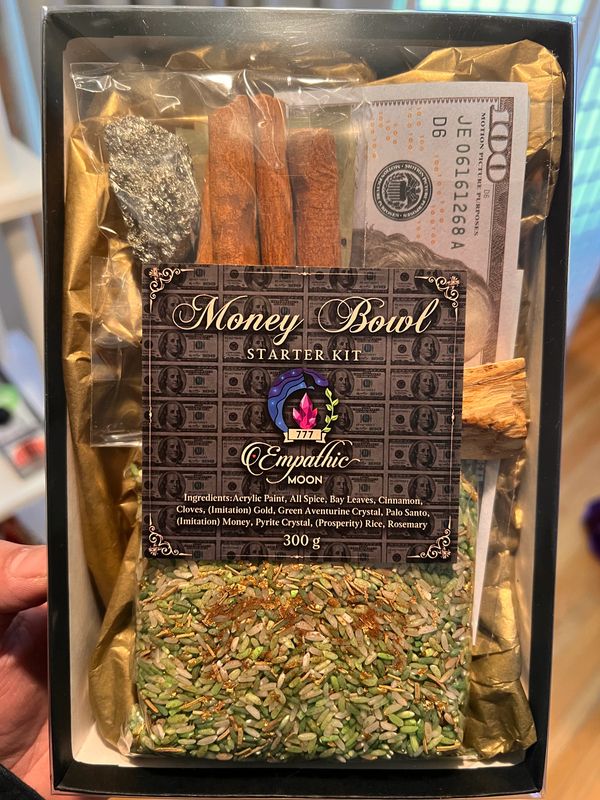 100
MOTION PICTURE PURPOSES
JE 06161268 A
D6
Money Bowl
STARTER KIT
777
Empathic
MOON
Ingredients:Acrylic Paint, All Spice, Bay Leaves, Cinnamon,
Cloves, (Imitation) Gold, Green Aventurine Crystal, Palo Santo,
(Imitation) Money, Pyrite Crystal, (Prosperity) Rice, Rosemary
300 g